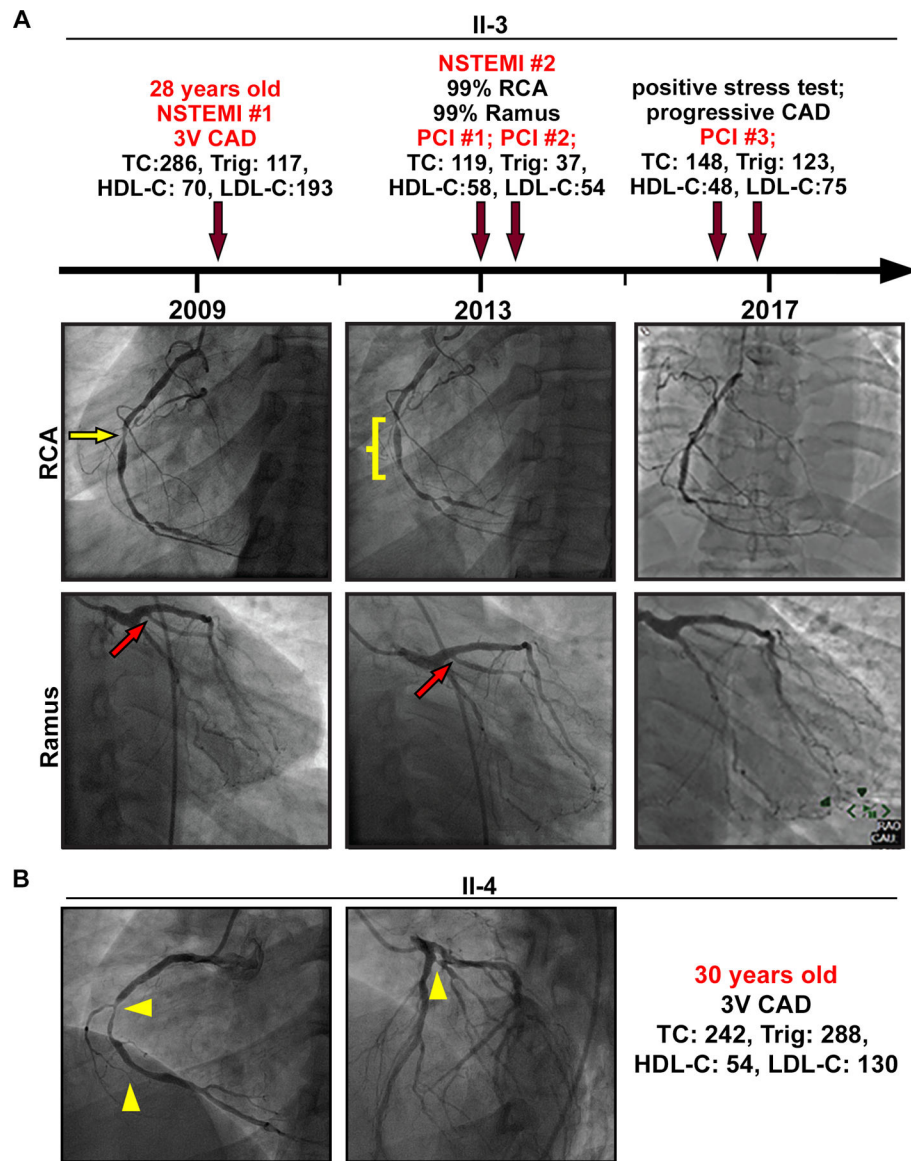 A
II-3
28 years old
NSTEMI #1
3V CAD
TC:286, Trig: 117,
HDL-C: 70, LDL-C:193
NSTEMI #2
99% RCA
99% Ramus
PCI #1; PCI #2;
TC: 119, Trig: 37,
HDL-C:58, LDL-C:54
positive stress test;
progressive CAD
PCI #3;
TC: 148, Trig: 123,
HDL-C:48, LDL-C:75
2009
2013
2017
RCA
Ramus
RAO
CAU
B
II-4
30 years old
3V CAD
TC: 242, Trig: 288,
HDL-C: 54, LDL-C: 130